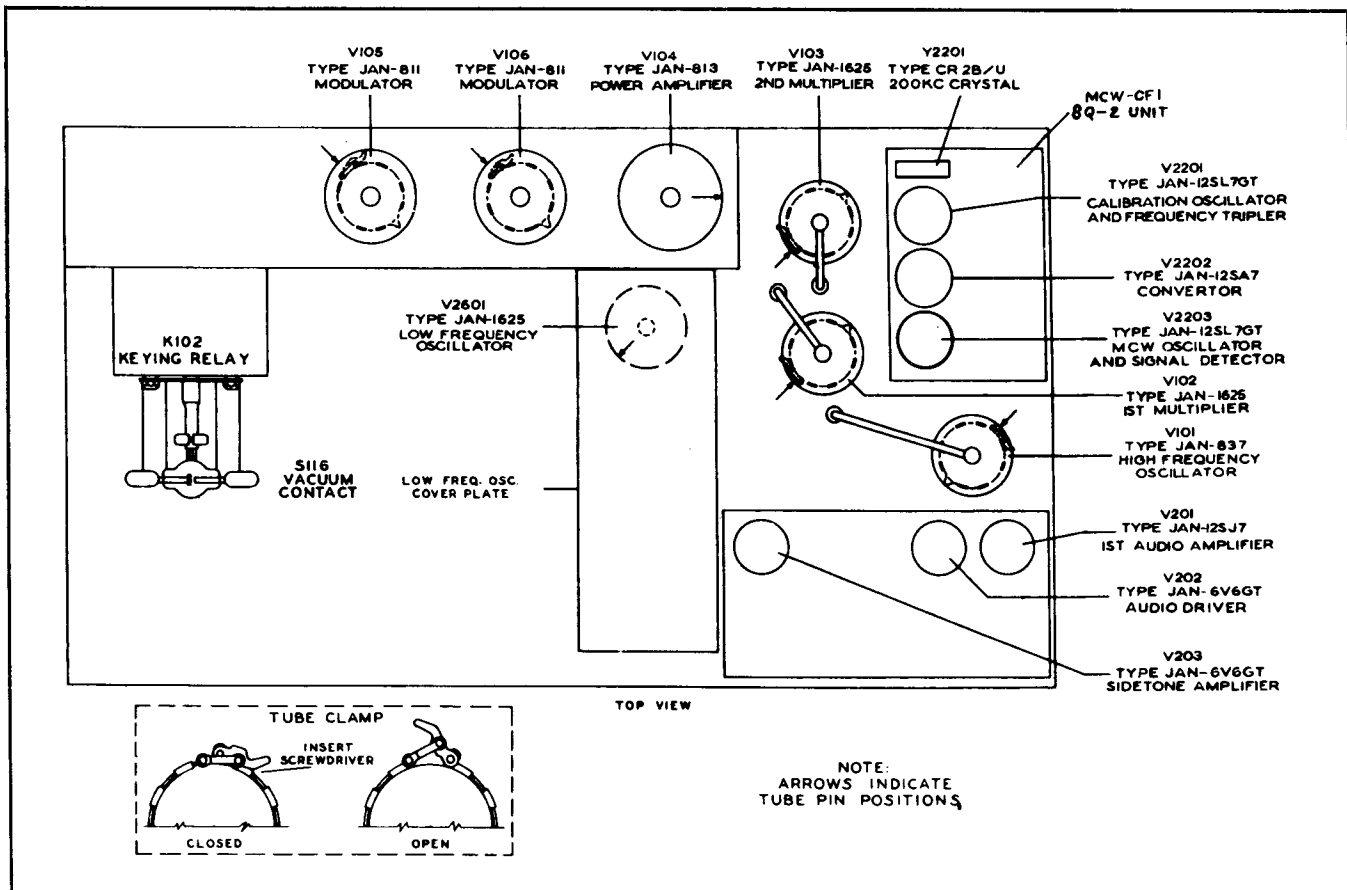 V105
TYPE JAN-811
MODULATOR
V106
TYPE JAN-811
MODULATOR
V104
TYPE JAN-813
POWER AMPLIFIER
V103
TYPE JAN-1625
2ND MULTIPLIER
Y2201
TYPE CR 2B/U
200KC CRYSTAL
MCW-CFI
8Q-2 UNIT
V2201
TYPE JAN-12SL7GT
CALIBRATION OSCILLATOR
AND FREQUENCY TRIPLER
V2202
TYPE JAN-12SA7
CONVERTOR
V2203
TYPE JAN-12SL7GT
MCW OSCILLATOR
AND SIGNAL DETECTOR
V102
TYPE JAN-1625
1ST MULTIPLIER
V101
TYPE JAN-837
HIGH FREQUENCY
OSCILLATOR
V201
TYPE JAN-12SJ7
1ST AUDIO AMPLIFIER
V202
TYPE JAN-6V6GT
AUDIO DRIVER
V203
TYPE JAN-6V6GT
SIDETONE AMPLIFIER
V2601
TYPE JAN-1625
LOW FREQUENCY
OSCILLATOR
K102
KEYING RELAY
S116
VACUUM
CONTACT
LOW FREQ. OSC.
COVER PLATE
TOP VIEW
TUBE CLAMP
INSERT
SCREWDRIVER
CLOSED
OPEN
NOTE:
ARROWS INDICATE
TUBE PIN POSITIONS